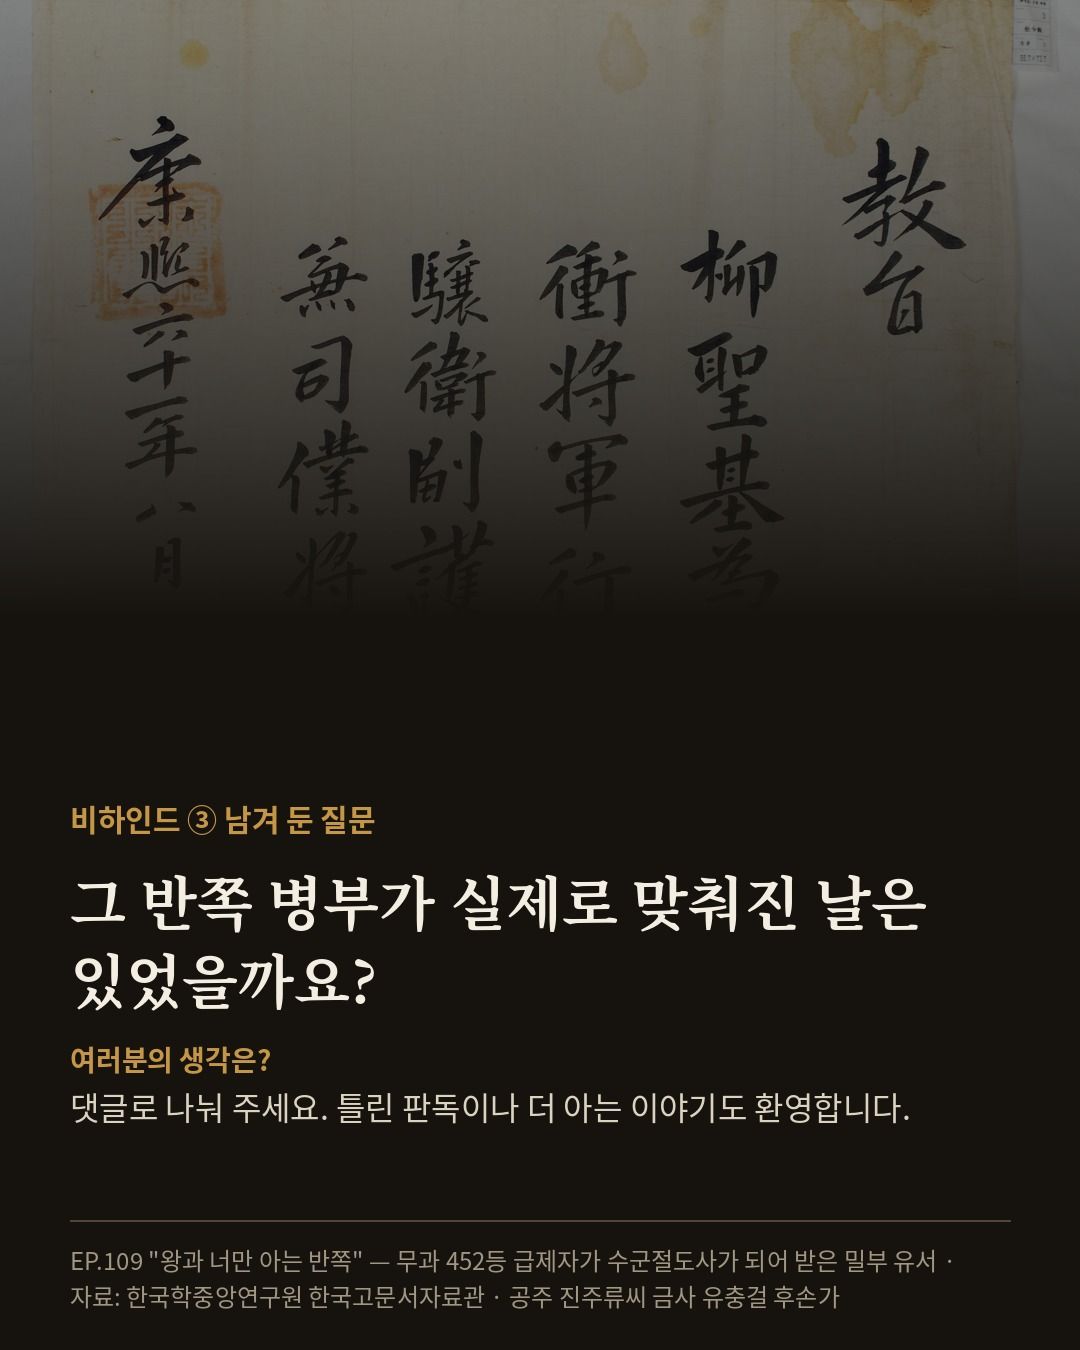 教旨
柳聖基為
衝將軍行
驤衛副護
兼司僕將
康熙六十一年八月
비하인드 ③ 남겨 둔 질문
그 반쪽 병부가 실제로 맞춰진 날은
있었을까요?
여러분의 생각은?
댓글로 나눠 주세요. 틀린 판독이나 더 아는 이야기도 환영합니다.
EP.109 "왕과 너만 아는 반쪽" — 무과 452등 급제자가 수군절도사가 되어 받은 밀부 유서 ·
자료: 한국학중앙연구원 한국고문서자료관 · 공주 진주류씨 금사 유충걸 후손가